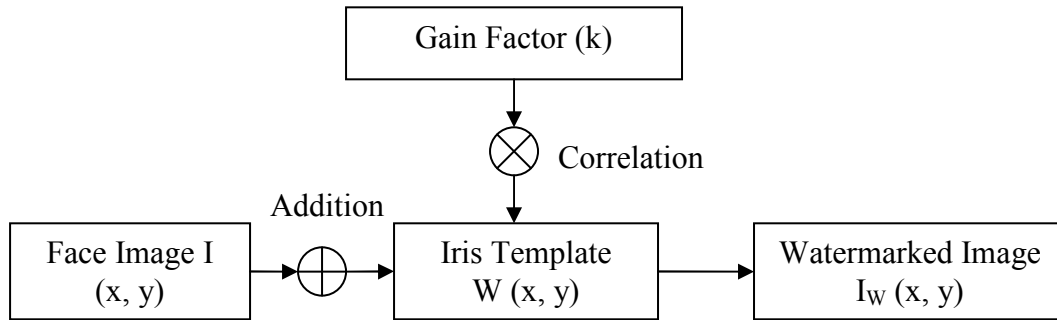 Gain Factor (k)
Correlation
Addition
Face Image I
(x, y)
Iris Template
W (x, y)
Watermarked Image
I_W (x, y)